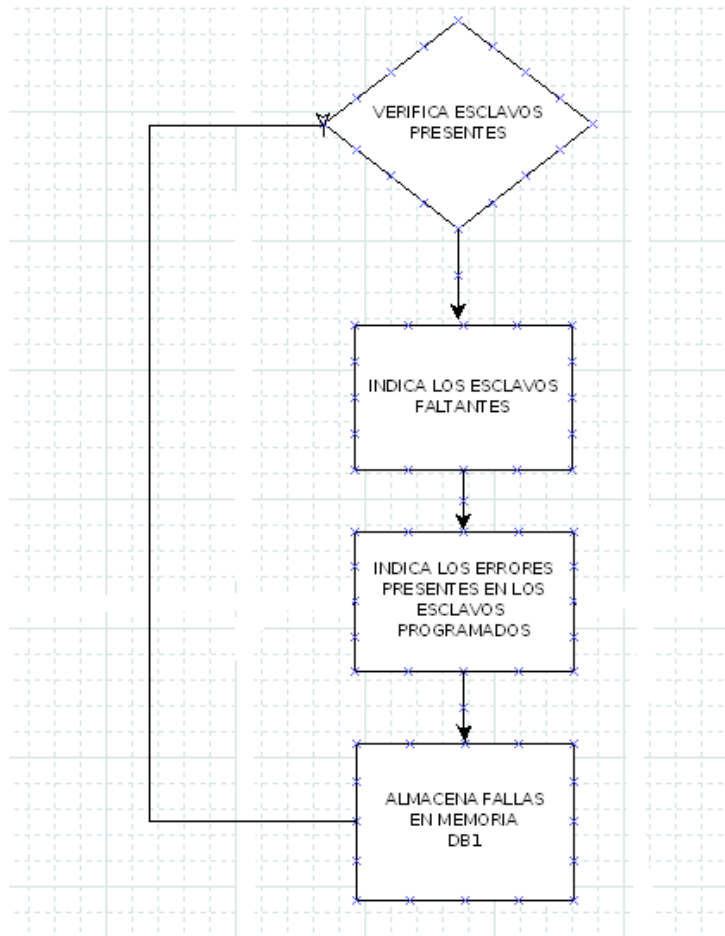 VERIFICA ESCLAVOS
PRESENTES
INDICA LOS ESCLAVOS
FALTANTES
INDICA LOS ERRORES
PRESENTES EN LOS
ESCLAVOS
PROGRAMADOS
ALMACENA FALLAS
EN MEMORIA
DB1